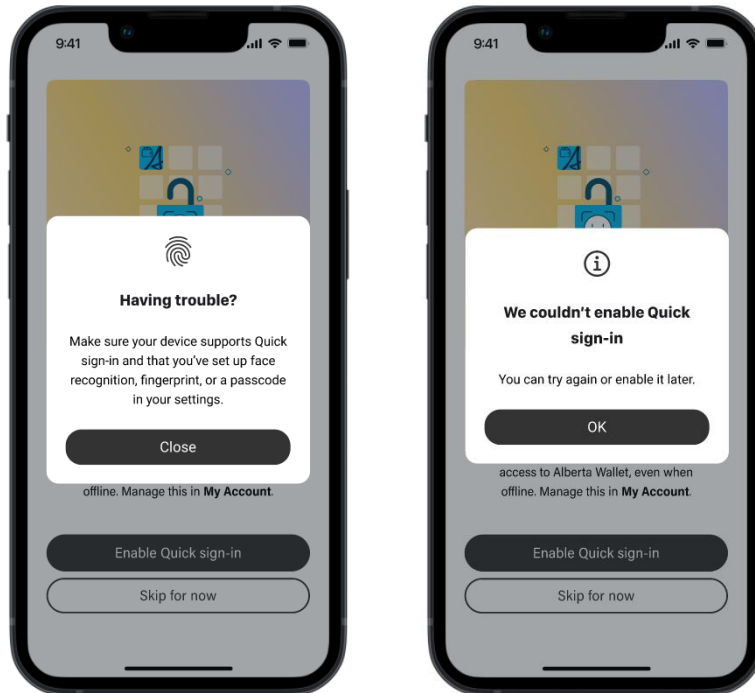 9:41
Having trouble?
Make sure your device supports Quick
sign-in and that you've set up face
recognition, fingerprint, or a passcode
in your settings.
Close
offline. Manage this in My Account.
Enable Quick sign-in
Skip for now
9:41
We couldn't enable Quick
sign-in
You can try again or enable it later.
OK
access to Alberta Wallet, even when
offline. Manage this in My Account.
Enable Quick sign-in
Skip for now